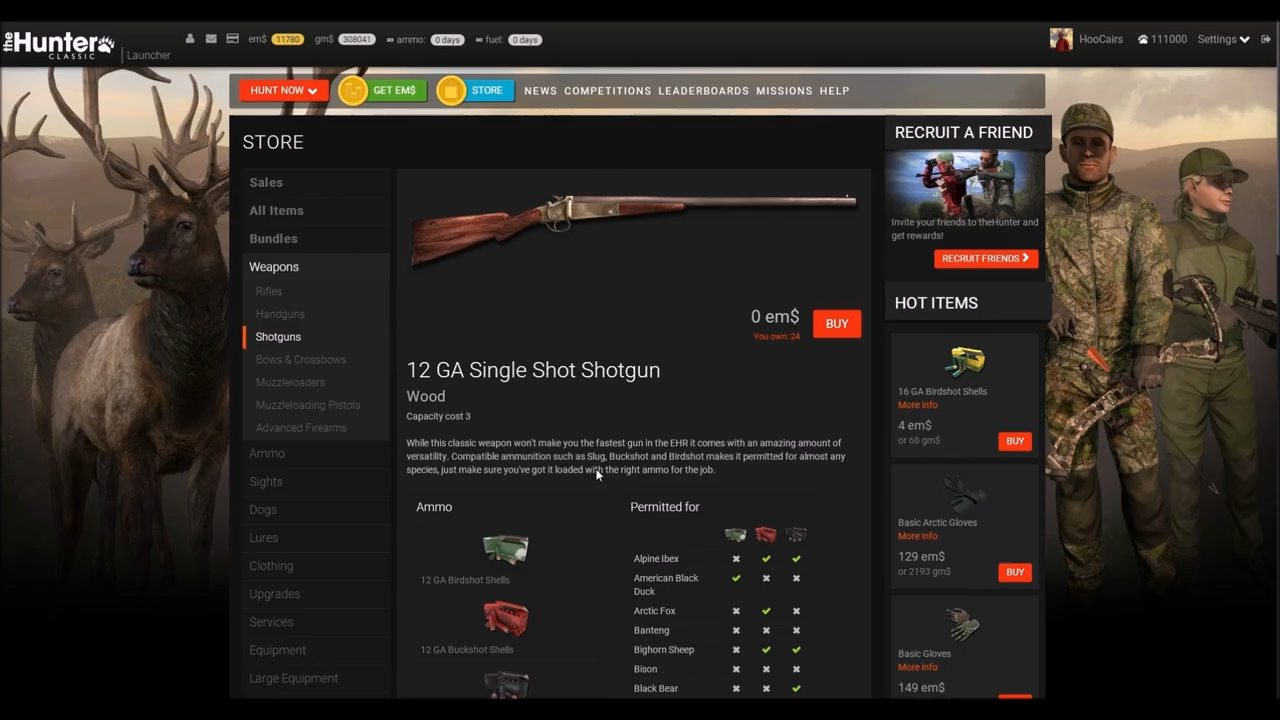 theHunter
CLASSIC
Launcher
em$ 11780 gm$ 308041 ∞ ammo: 0 days ∞ fuel: 0 days
HooCairs 111000 Settings
HUNT NOW GET EM$ STORE NEWS COMPETITIONS LEADERBOARDS MISSIONS HELP
STORE
Sales
All Items
Bundles
Weapons
Rifles
Handguns
Shotguns
Bows & Crossbows
Muzzleloaders
Muzzleloading Pistols
Advanced Firearms
Ammo
Sights
Dogs
Lures
Clothing
Upgrades
Services
Equipment
Large Equipment
0 em$
You own: 24
BUY
12 GA Single Shot Shotgun
Wood
Capacity cost 3
While this classic weapon won't make you the fastest gun in the EHR it comes with an amazing amount of
versatility. Compatible ammunition such as Slug, Buckshot and Birdshot makes it permitted for almost any
species, just make sure you've got it loaded with the right ammo for the job.
Ammo
12 GA Birdshot Shells
12 GA Buckshot Shells
Permitted for
Alpine Ibex ✖ ✔ ✔
American Black
Duck ✔ ✖ ✖
Arctic Fox ✖ ✔ ✖
Banteng ✖ ✖ ✖
Bighorn Sheep ✖ ✔ ✔
Bison ✖ ✖ ✖
Black Bear ✖ ✖ ✔
RECRUIT A FRIEND
Invite your friends to theHunter and
get rewards!
RECRUIT FRIENDS
HOT ITEMS
16 GA Birdshot Shells
More info
4 em$
or 68 gm$
BUY
Basic Arctic Gloves
More info
129 em$
or 2193 gm$
BUY
Basic Gloves
More info
149 em$